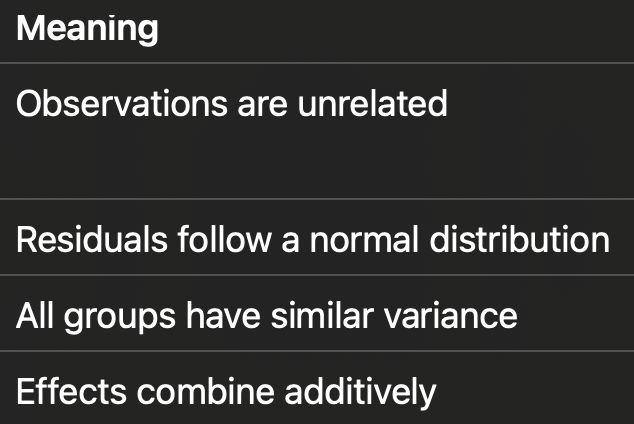 Meaning
Observations are unrelated
Residuals follow a normal distribution
All groups have similar variance
Effects combine additively